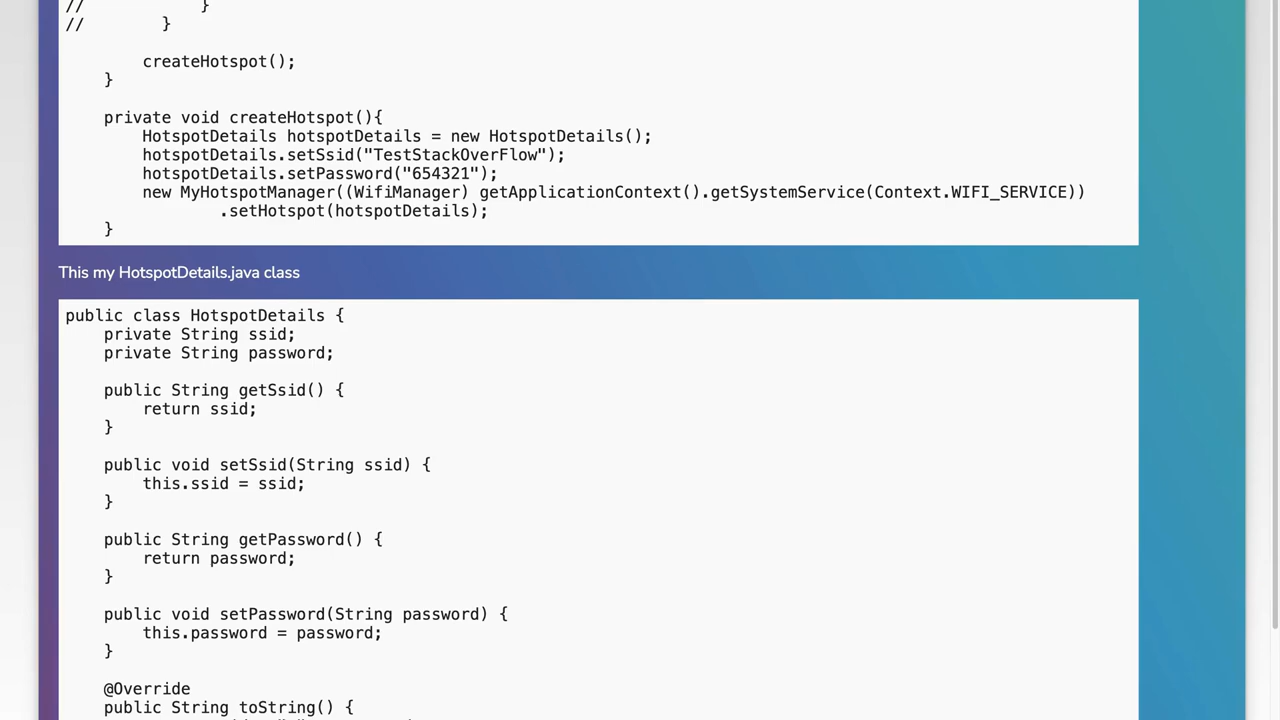 //            }
//        }
        createHotspot();
    }
    private void createHotspot(){
        HotspotDetails hotspotDetails = new HotspotDetails();
        hotspotDetails.setSsid("TestStackOverFlow");
        hotspotDetails.setPassword("654321");
        new MyHotspotManager((WifiManager) getApplicationContext().getSystemService(Context.WIFI_SERVICE))
                .setHotspot(hotspotDetails);
    }
This my HotspotDetails.java class
public class HotspotDetails {
    private String ssid;
    private String password;
    public String getSsid() {
        return ssid;
    }
    public void setSsid(String ssid) {
        this.ssid = ssid;
    }
    public String getPassword() {
        return password;
    }
    public void setPassword(String password) {
        this.password = password;
    }
    @Override
    public String toString() {